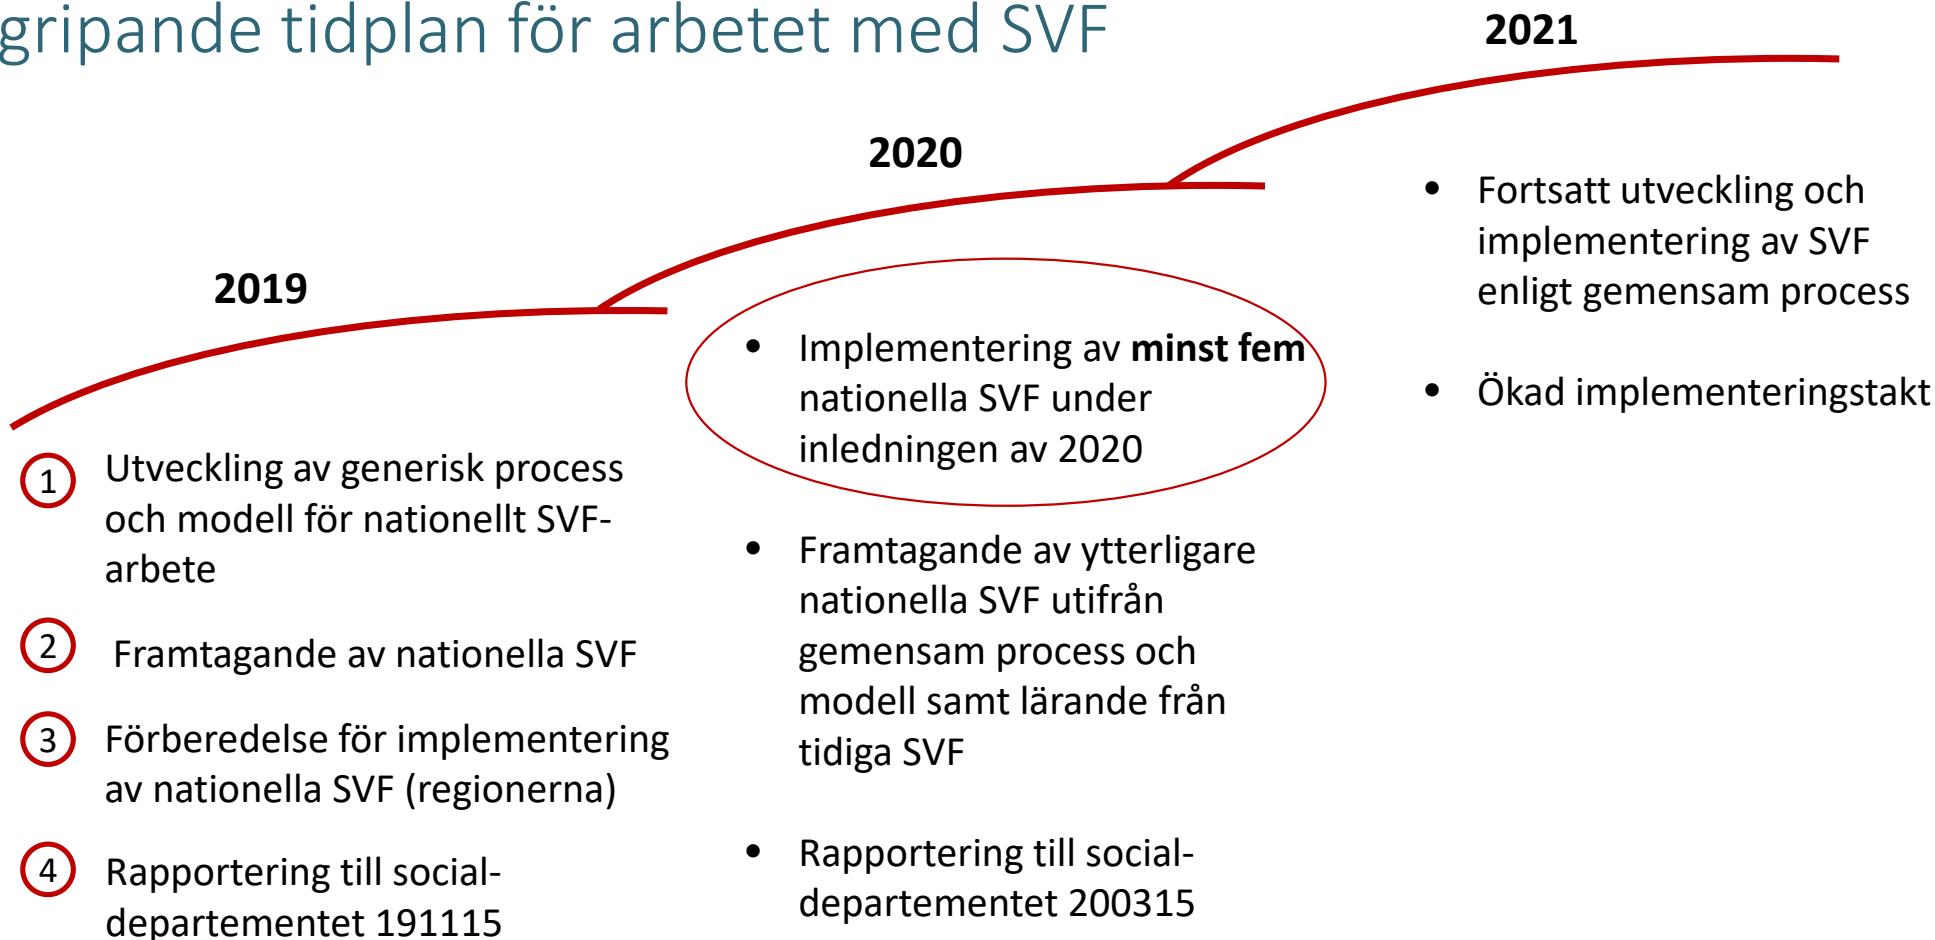 gripande tidplan för arbetet med SVF
2019
1 Utveckling av generisk process
och modell för nationellt SVF-
arbete
2 Framtagande av nationella SVF
3 Förberedelse för implementering
av nationella SVF (regionerna)
4 Rapportering till social-
departementet 191115
2020
• Implementering av minst fem
nationella SVF under
inledningen av 2020
• Framtagande av ytterligare
nationella SVF utifrån
gemensam process och
modell samt lärande från
tidiga SVF
• Rapportering till social-
departementet 200315
2021
• Fortsatt utveckling och
implementering av SVF
enligt gemensam process
• Ökad implementeringstakt